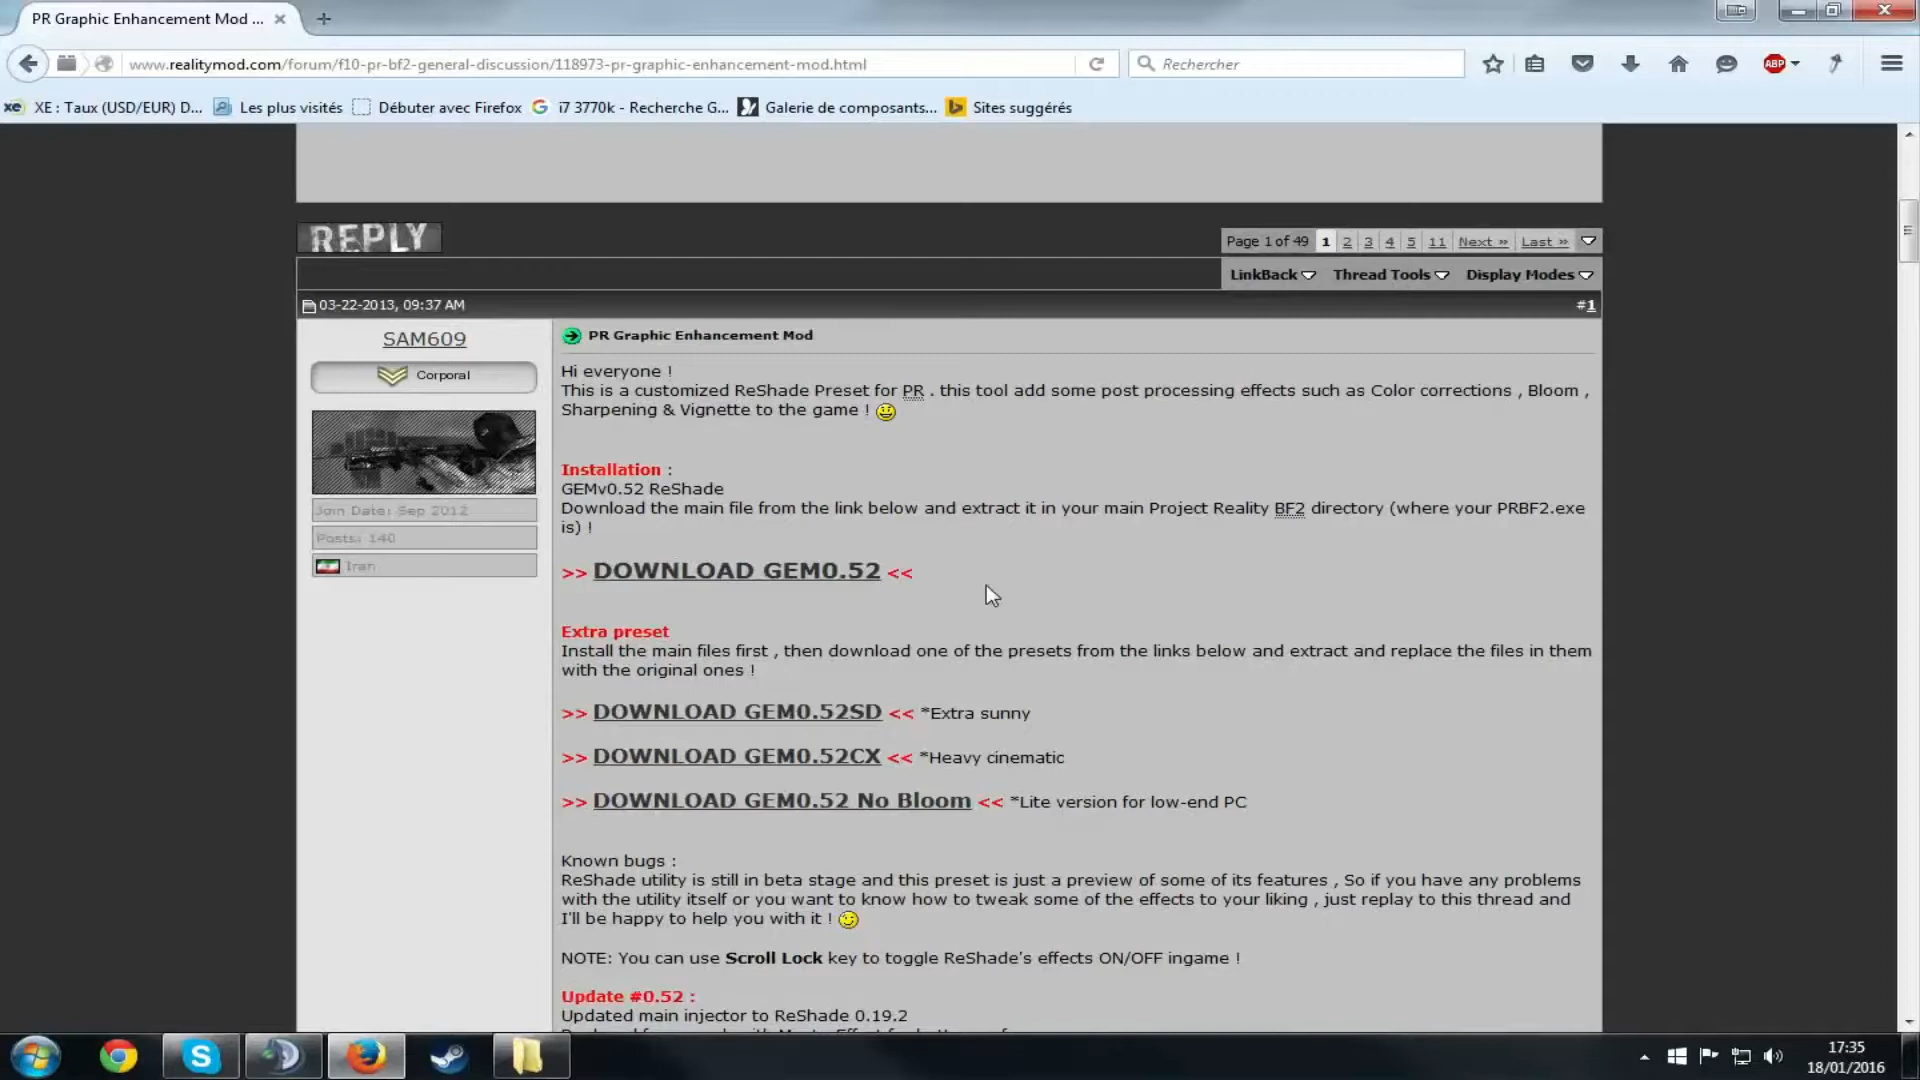 PR Graphic Enhancement Mod ...
www.realitymod.com/forum/f10-pr-bf2-general-discussion/118973-pr-graphic-enhancement-mod.html
Rechercher
ABP
XE : Taux (USD/EUR) D...
Les plus visités
Débuter avec Firefox
i7 3770k - Recherche G...
Galerie de composants...
Sites suggérés
REPLY
Page 1 of 49 1 2 3 4 5 11 Next » Last »
LinkBack Thread Tools Display Modes
03-22-2013, 09:37 AM
#1
SAM609
Corporal
Join Date: Sep 2012
Posts: 140
Iran
PR Graphic Enhancement Mod
Hi everyone !
This is a customized ReShade Preset for PR . this tool add some post processing effects such as Color corrections , Bloom ,
Sharpening & Vignette to the game !
Installation :
GEMv0.52 ReShade
Download the main file from the link below and extract it in your main Project Reality BF2 directory (where your PRBF2.exe
is) !
>> DOWNLOAD GEM0.52 <<
Extra preset
Install the main files first , then download one of the presets from the links below and extract and replace the files in them
with the original ones !
>> DOWNLOAD GEM0.52SD << *Extra sunny
>> DOWNLOAD GEM0.52CX << *Heavy cinematic
>> DOWNLOAD GEM0.52 No Bloom << *Lite version for low-end PC
Known bugs :
ReShade utility is still in beta stage and this preset is just a preview of some of its features , So if you have any problems
with the utility itself or you want to know how to tweak some of the effects to your liking , just replay to this thread and
I'll be happy to help you with it !
NOTE: You can use Scroll Lock key to toggle ReShade's effects ON/OFF ingame !
Update #0.52 :
Updated main injector to ReShade 0.19.2
17:35
18/01/2016